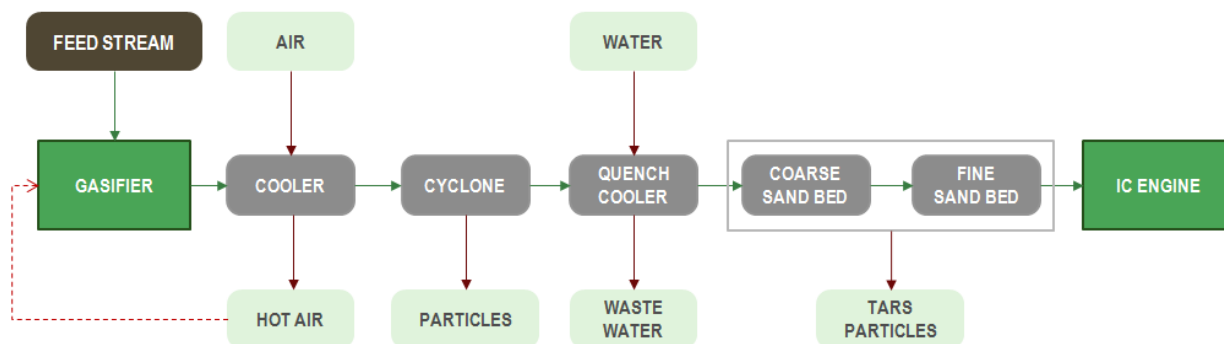 FEED STREAM
AIR
WATER
GASIFIER
COOLER
CYCLONE
QUENCH
COOLER
COARSE
SAND BED
FINE
SAND BED
IC ENGINE
HOT AIR
PARTICLES
WASTE
WATER
TARS
PARTICLES